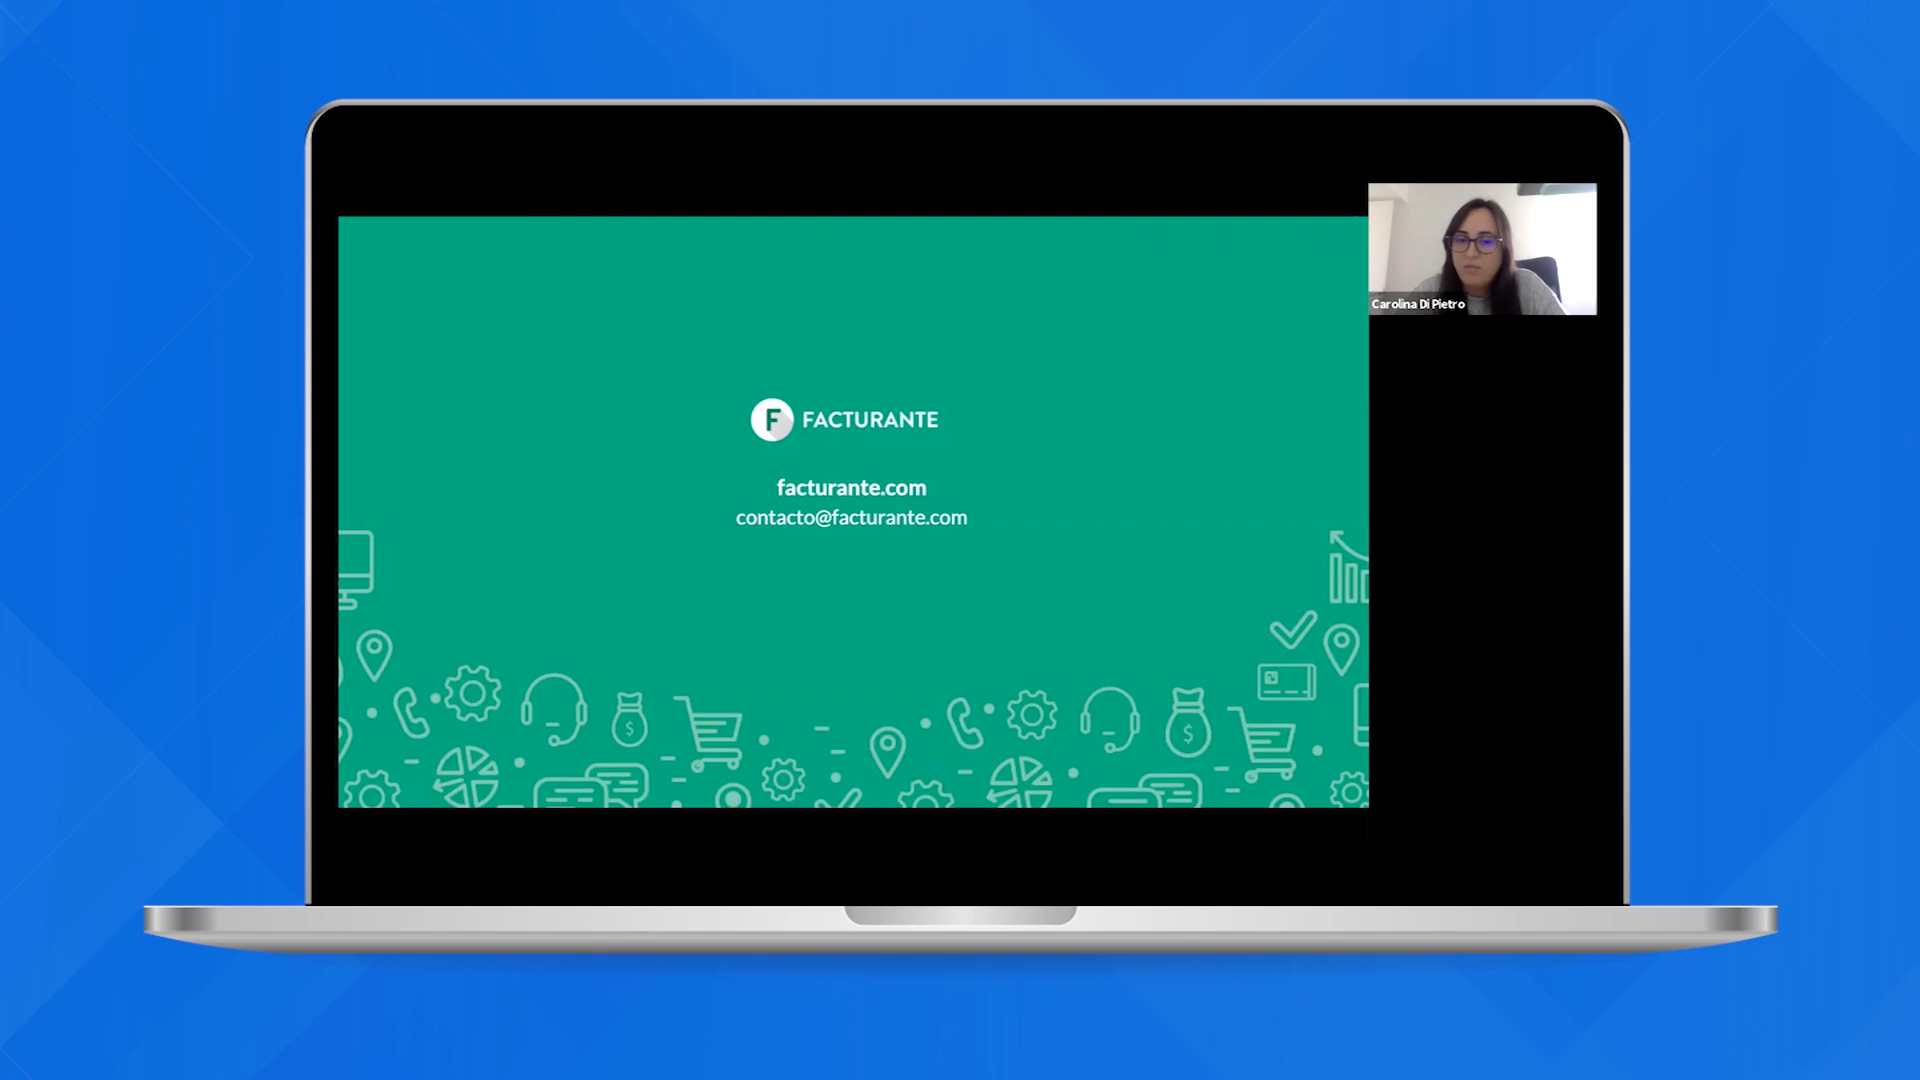 F FACTURANTE
facturante.com
contacto@facturante.com
Carolina Di Pietro
$
$